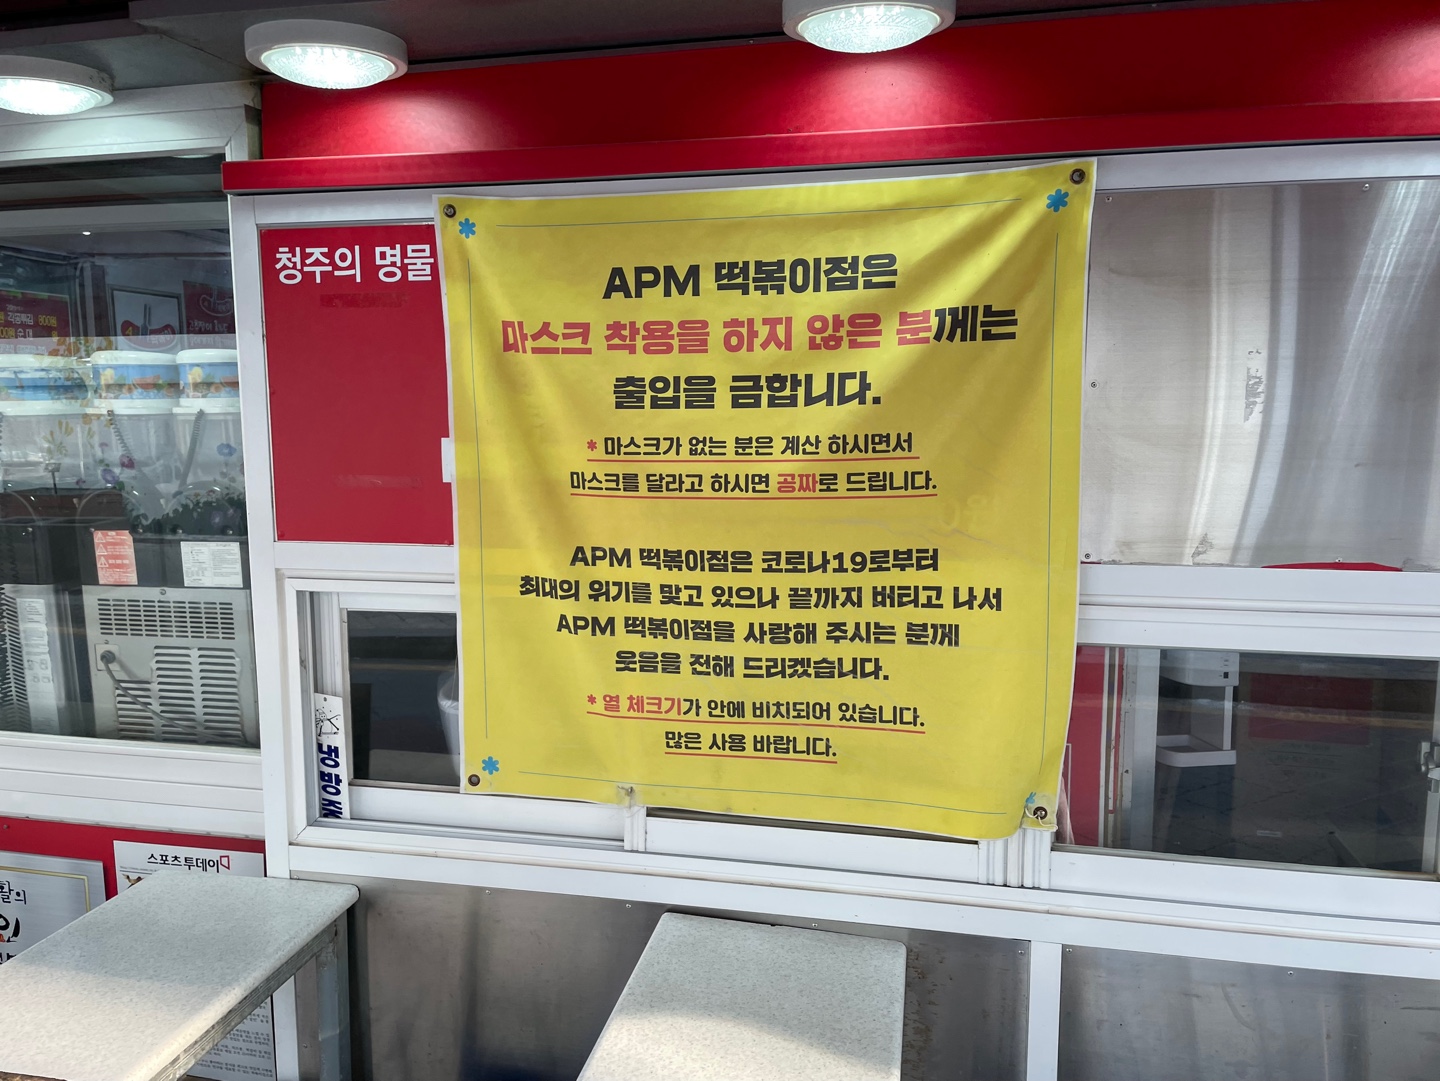 청주의 명물
APM 떡볶이점은
마스크 착용을 하지 않은 분께는
출입을 금합니다.
* 마스크가 없는 분은 계산 하시면서
마스크를 달라고 하시면 공짜로 드립니다.
APM 떡볶이점은 코로나19로부터
최대의 위기를 맞고 있으나 끝까지 버티고 나서
APM 떡볶이점을 사랑해 주시는 분께
웃음을 전해 드리겠습니다.
* 열 체크기가 안에 비치되어 있습니다.
많은 사용 바랍니다.
냉방중
스포츠투데이